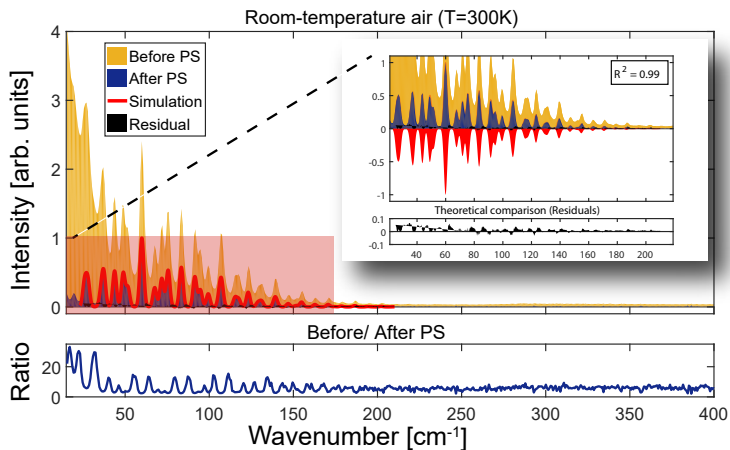 Room-temperature air (T=300K)
Intensity [arb. units]
4
3
2
1
0
Before PS
After PS
Simulation
Residual
R² = 0.99
1
0.5
0
-0.5
-1
Theoretical comparison (Residuals)
0.1
0
-0.1
40 60 80 100 120 140 160 180 200
Before/ After PS
Ratio
20
0
50 100 150 200 250 300 350 400
Wavenumber [cm⁻¹]